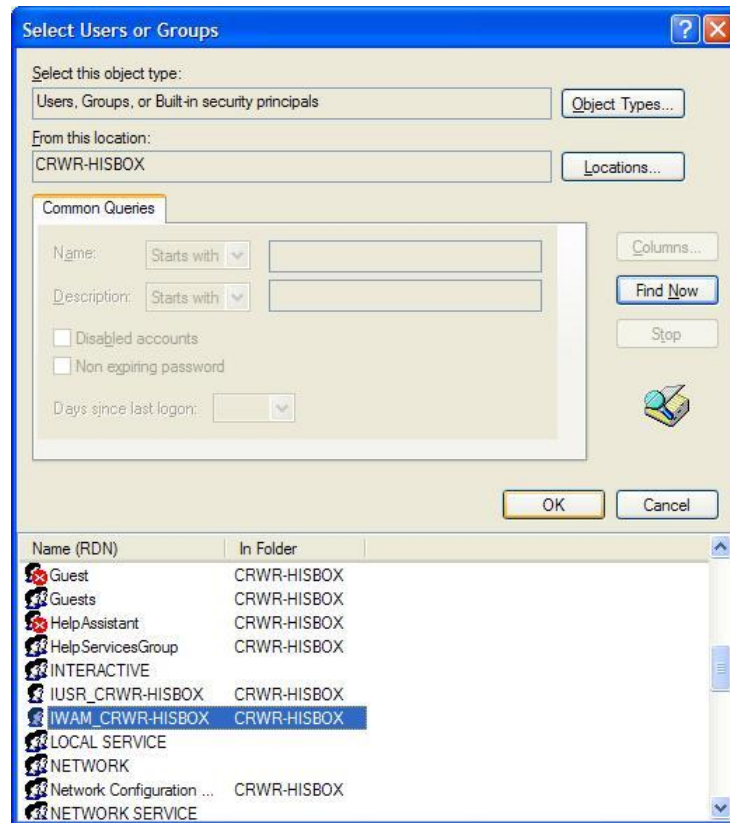 Select Users or Groups
Select this object type:
Users, Groups, or Built-in security principals
Object Types...
From this location:
CRWR-HISBOX
Locations...
Common Queries
Name:
Starts with
Columns...
Description:
Starts with
Find Now
Disabled accounts
Stop
Non expiring password
Days since last logon:
OK
Cancel
Name (RDN) In Folder
Guest CRWR-HISBOX
Guests CRWR-HISBOX
HelpAssistant CRWR-HISBOX
HelpServicesGroup CRWR-HISBOX
INTERACTIVE
IUSR_CRWR-HISBOX CRWR-HISBOX
IWAM_CRWR-HISBOX CRWR-HISBOX
LOCAL SERVICE
NETWORK
Network Configuration ... CRWR-HISBOX
NETWORK SERVICE